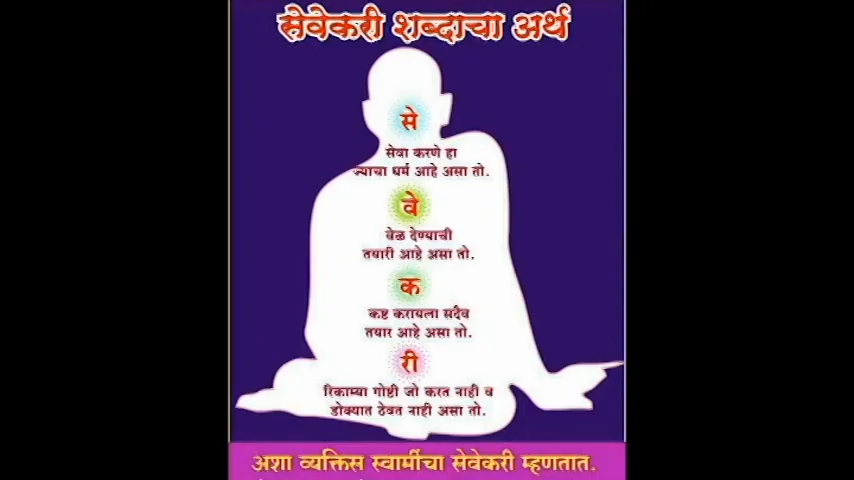 सेवेकरी शब्दाचा अर्थ
से
सेवा करणे हा
ज्याचा धर्म आहे असा तो.
वे
वेळ देण्याची
तयारी आहे असा तो.
क
कष्ट करायला सदैव
तयार आहे असा तो.
री
रिकाम्या गोष्टी जो करत नाही व
डोक्यात ठेवत नाही असा तो.
अशा व्यक्तिस स्वामींचा सेवेकरी म्हणतात.